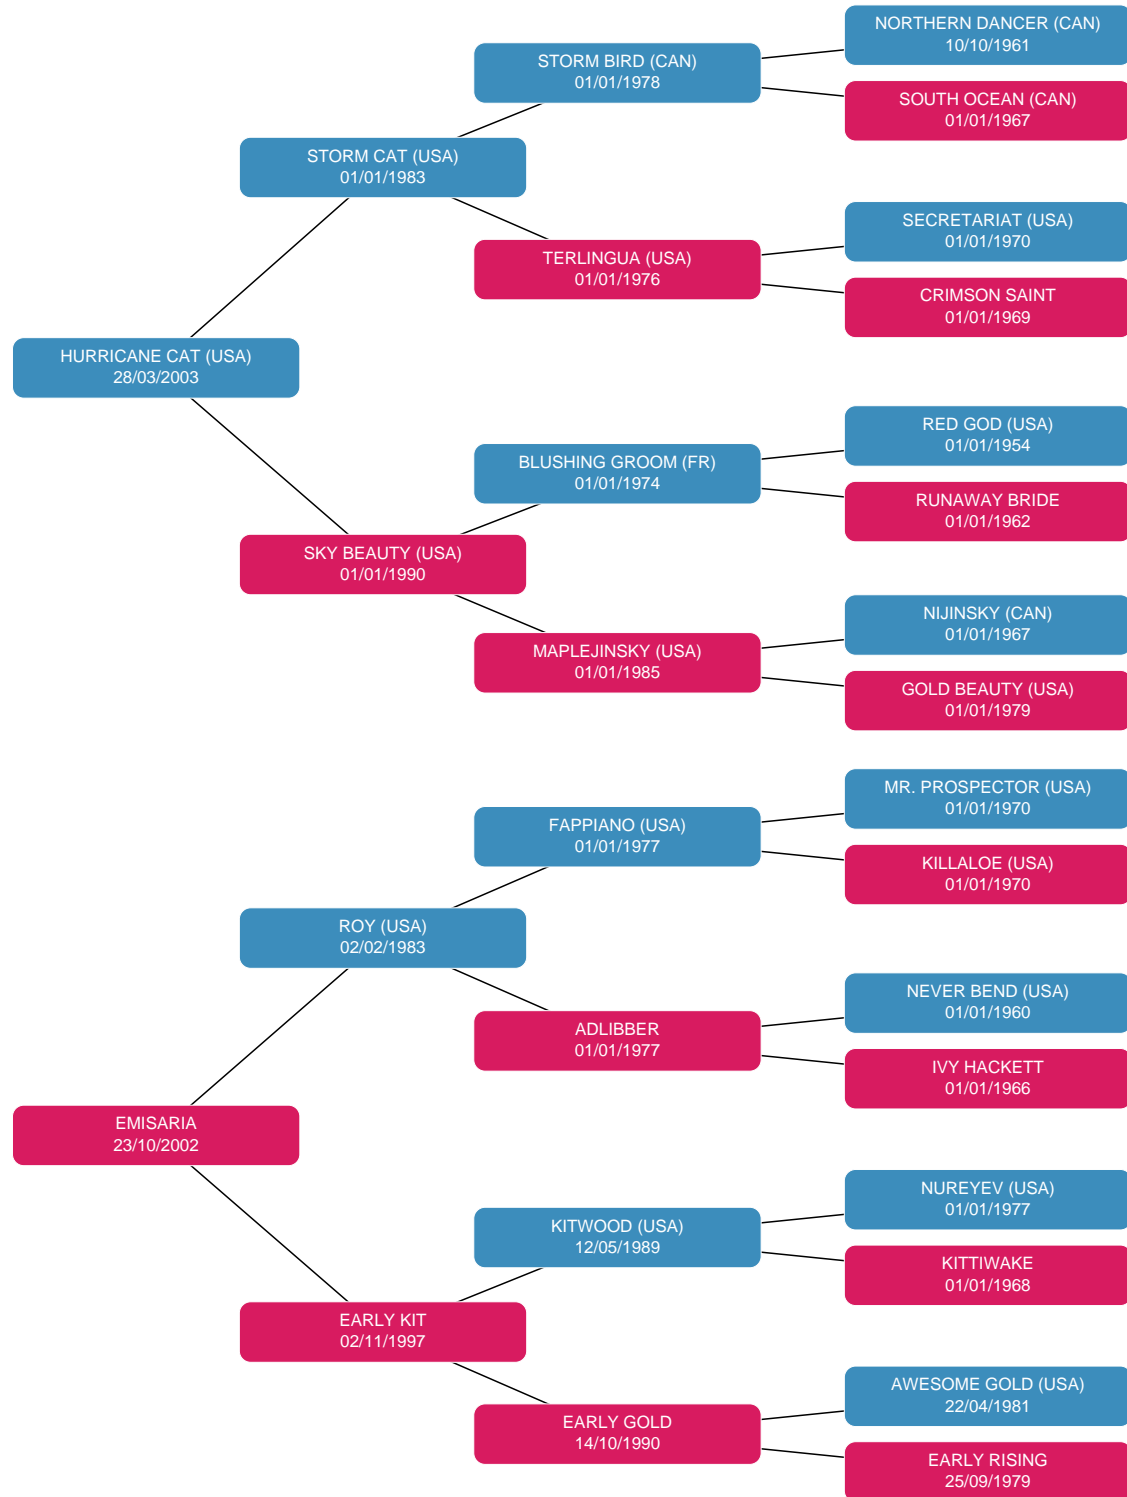 NORTHERN DANCER (CAN)
10/10/1961
STORM BIRD (CAN)
01/01/1978
SOUTH OCEAN (CAN)
01/01/1967
STORM CAT (USA)
01/01/1983
SECRETARIAT (USA)
01/01/1970
TERLINGUA (USA)
01/01/1976
CRIMSON SAINT
01/01/1969
HURRICANE CAT (USA)
28/03/2003
RED GOD (USA)
01/01/1954
BLUSHING GROOM (FR)
01/01/1974
RUNAWAY BRIDE
01/01/1962
SKY BEAUTY (USA)
01/01/1990
NIJINSKY (CAN)
01/01/1967
MAPLEJINSKY (USA)
01/01/1985
GOLD BEAUTY (USA)
01/01/1979
MR. PROSPECTOR (USA)
01/01/1970
FAPPIANO (USA)
01/01/1977
KILLALOE (USA)
01/01/1970
ROY (USA)
02/02/1983
NEVER BEND (USA)
01/01/1960
ADLIBBER
01/01/1977
IVY HACKETT
01/01/1966
EMISARIA
23/10/2002
NUREYEV (USA)
01/01/1977
KITWOOD (USA)
12/05/1989
KITTIWAKE
01/01/1968
EARLY KIT
02/11/1997
AWESOME GOLD (USA)
22/04/1981
EARLY GOLD
14/10/1990
EARLY RISING
25/09/1979